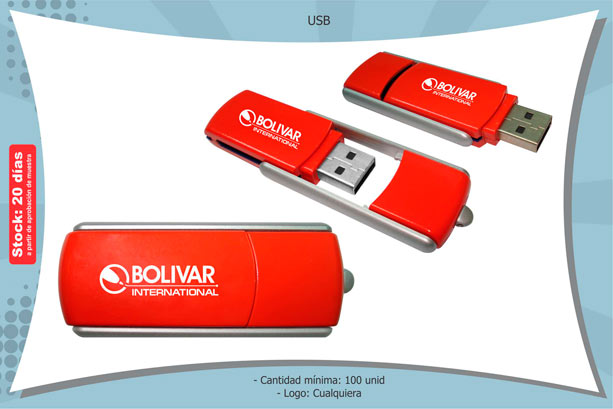 USB
BOLIVAR
INTERNATIONAL
BOLIVAR
INTERNATIONAL
Stock: 20 días
a partir de aprobación de muestra
BOLIVAR
INTERNATIONAL
- Cantidad mínima: 100 unid
- Logo: Cualquiera